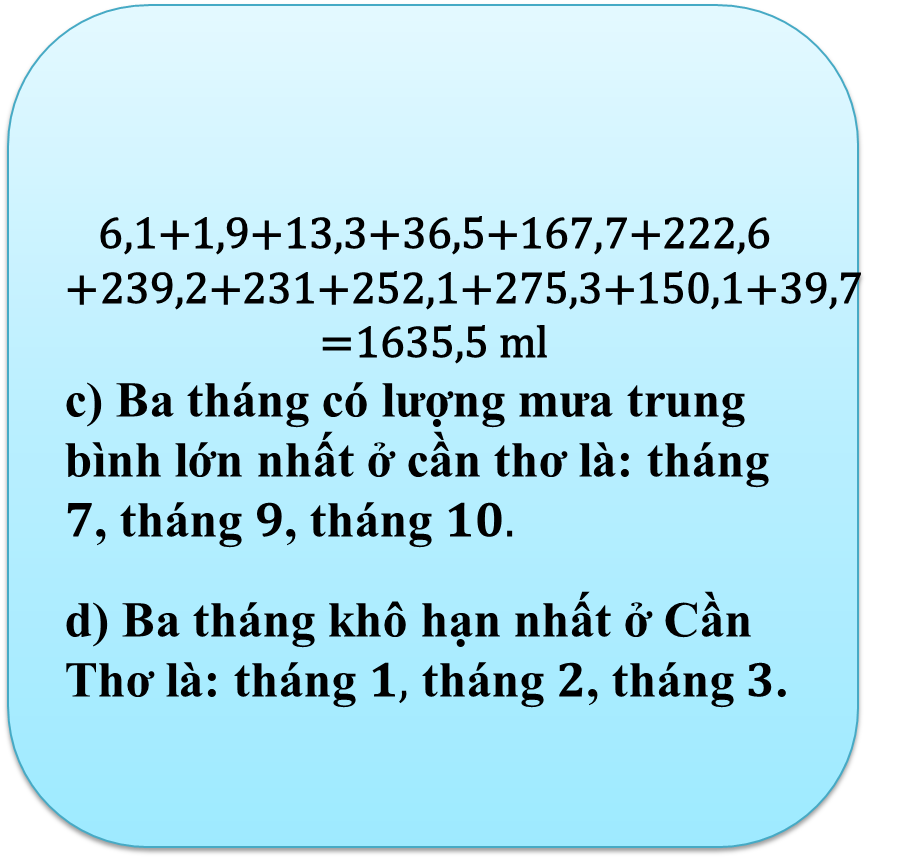 6,1+1,9+13,3+36,5+167,7+222,6
+239,2+231+252,1+275,3+150,1+39,7
=1635,5 ml
c) Ba tháng có lượng mưa trung
bình lớn nhất ở cần thơ là: tháng
7, tháng 9, tháng 10.
d) Ba tháng khô hạn nhất ở Cần
Thơ là: tháng 1, tháng 2, tháng 3.